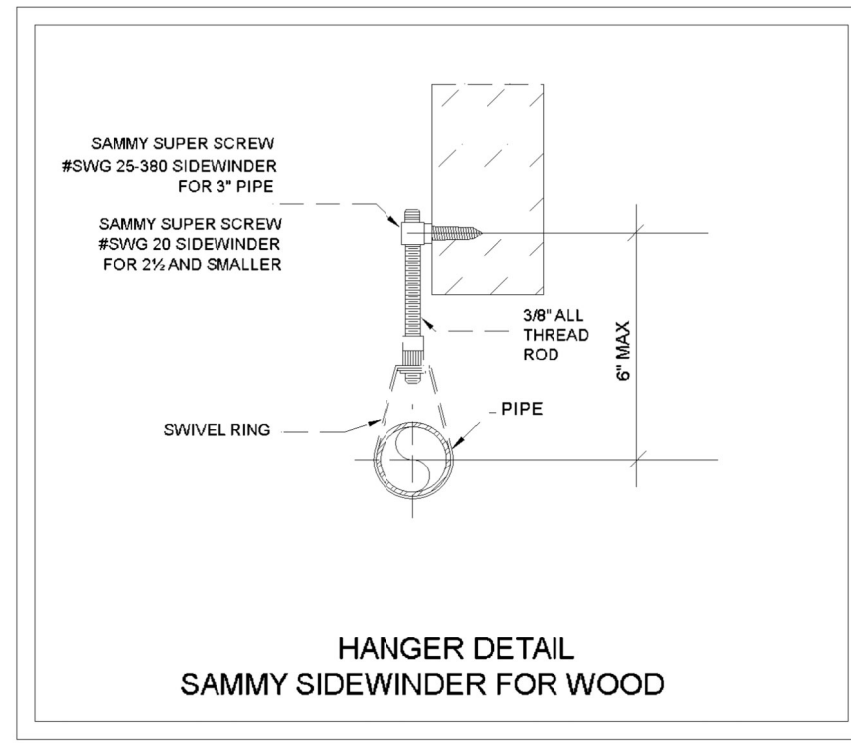 SAMMY SUPER SCREW
#SWG 25-380 SIDEWINDER
FOR 3" PIPE
SAMMY SUPER SCREW
#SWG 20 SIDEWINDER
FOR 2½ AND SMALLER
3/8" ALL
THREAD
ROD
6" MAX
PIPE
SWIVEL RING
HANGER DETAIL
SAMMY SIDEWINDER FOR WOOD